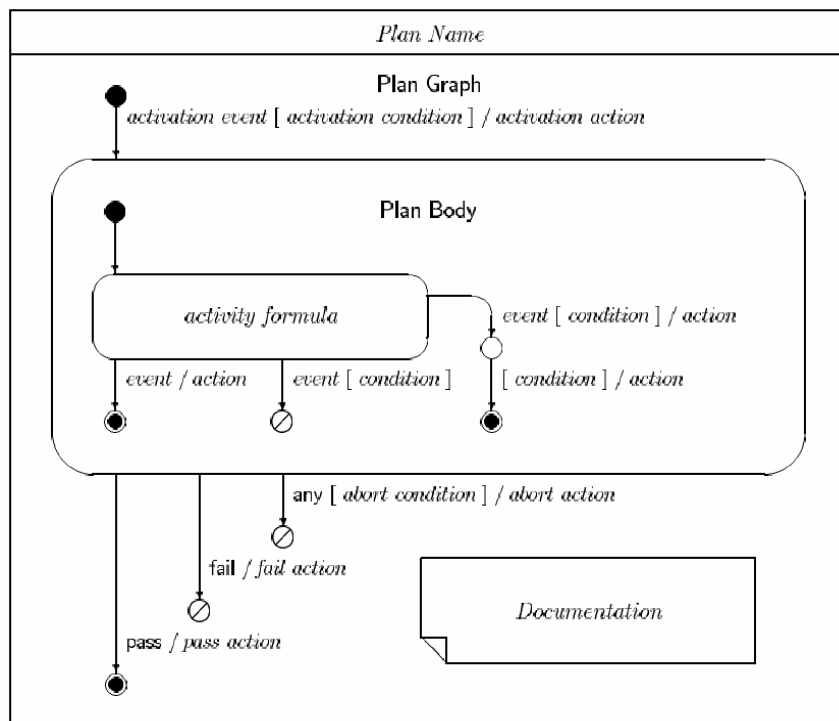 Plan Name
Plan Graph
activation event [ activation condition ] / activation action
Plan Body
activity formula
event [ condition ] / action
event / action
event [ condition ]
[ condition ] / action
any [ abort condition ] / abort action
fail / fail action
Documentation
pass / pass action